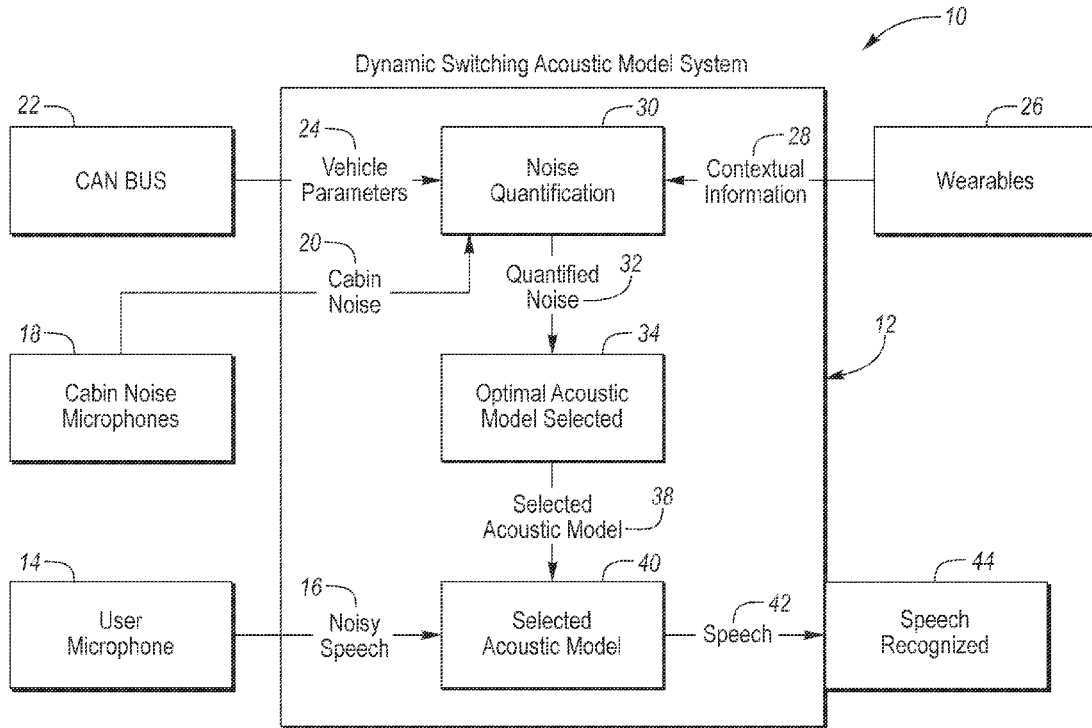 10
Dynamic Switching Acoustic Model System
22
CAN BUS
24
Vehicle
Parameters
30
Noise
Quantification
28
Contextual
Information
26
Wearables
20
Cabin
Noise
Quantified
Noise
32
18
Cabin Noise
Microphones
34
Optimal Acoustic
Model Selected
12
Selected
Acoustic Model
38
14
User
Microphone
16
Noisy
Speech
40
Selected
Acoustic Model
42
Speech
44
Speech
Recognized